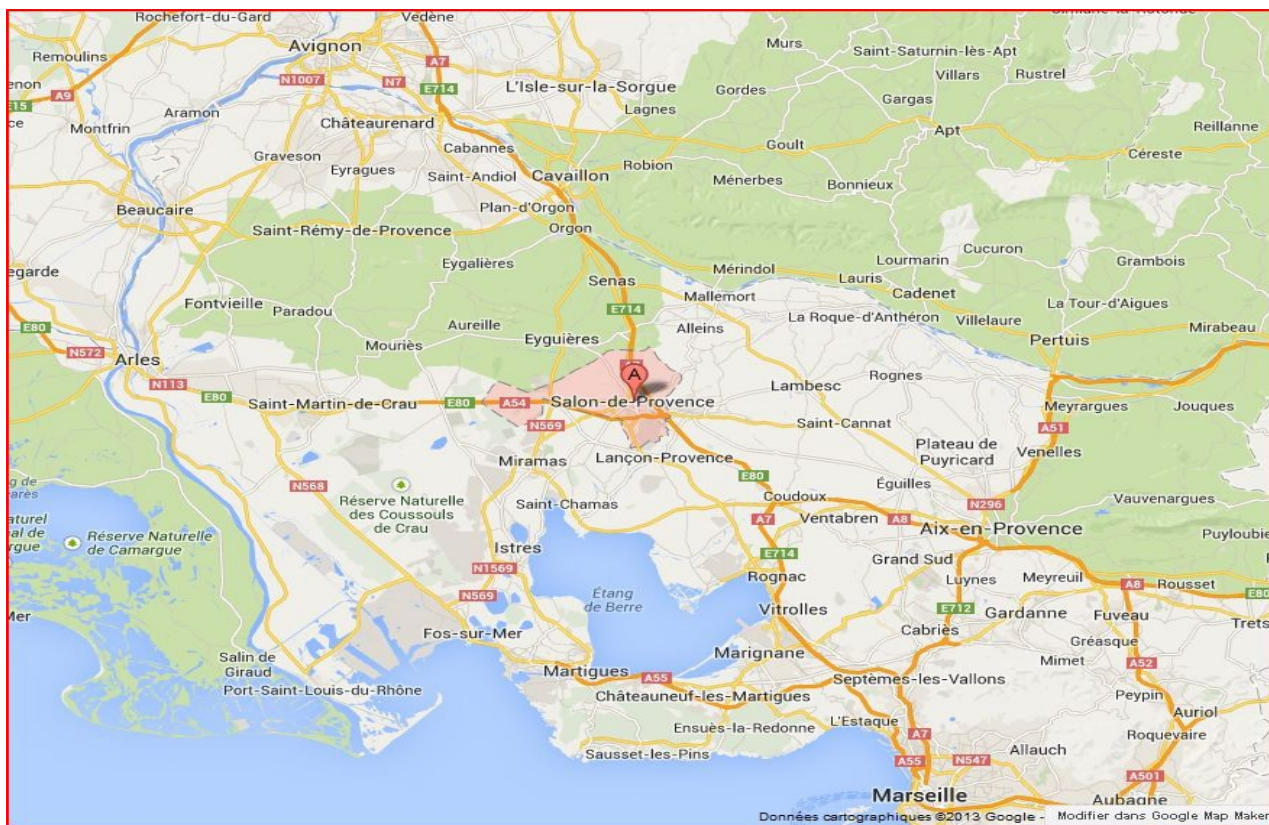 Rochefort-du-Gard
Vedène
Avignon
Remoulins
A7
N1007
N7
E714
L'Isle-sur-la-Sorgue
Murs
Saint-Saturnin-lès-Apt
Villars
Rustrel
Gordes
Gargas
A9
E15
Aramon
Montfrin
Châteaurenard
Lagnes
Apt
Reillanne
Cabannes
Goult
Céreste
Graveson
Eyragues
Saint-Andiol
Cavaillon
Robion
Ménerbes
Bonnieux
Beaucaire
Plan-d'Orgon
Orgon
Saint-Rémy-de-Provence
Cucuron
Lourmarin
Grambois
Eygalières
Senas
Mérindol
Lauris
Cadenet
Fontvieille
Paradou
E714
Mallemort
La Tour-d'Aigues
Aureille
Alleins
La Roque-d'Anthéron
Villelaure
Mirabeau
E80
Mouriès
Eyguières
Pertuis
N572
Arles
N113
A
E80
Lambesc
Rognes
Saint-Martin-de-Crau
E80
A54
Salon-de-Provence
Meyrargues
Jouques
N569
Saint-Cannat
A51
Miramas
Lançon-Provence
Plateau de
Puyricard
Venelles
E80
N568
Réserve Naturelle
des Coussouls
de Crau
Saint-Chamas
Coudoux
Éguilles
N296
Vauvenargues
A7
Ventabren
A8
Aix-en-Provence
Réserve Naturelle
de Camargue
Puyloubie
Istres
E714
Grand Sud
N1569
Étang
de Berre
Rognac
Luynes
Meyreuil
A8
Rousset
N569
E80
Vitrolles
E712
Gardanne
Fuveau
Trets
Mer
Fos-sur-Mer
Cabriès
Gréasque
Salin de
Giraud
Marignane
Mimet
A52
Martigues
A55
Port-Saint-Louis-du-Rhône
Septèmes-les-Vallons
Châteauneuf-les-Martigues
Peypin
Auriol
Ensuès-la-Redonne
L'Estaque
A7
Roquevaire
Sausset-les-Pins
A55
N547
Allauch
A501
Marseille
Aubagne
Données cartographiques ©2013 Google - Modifier dans Google Map Maker